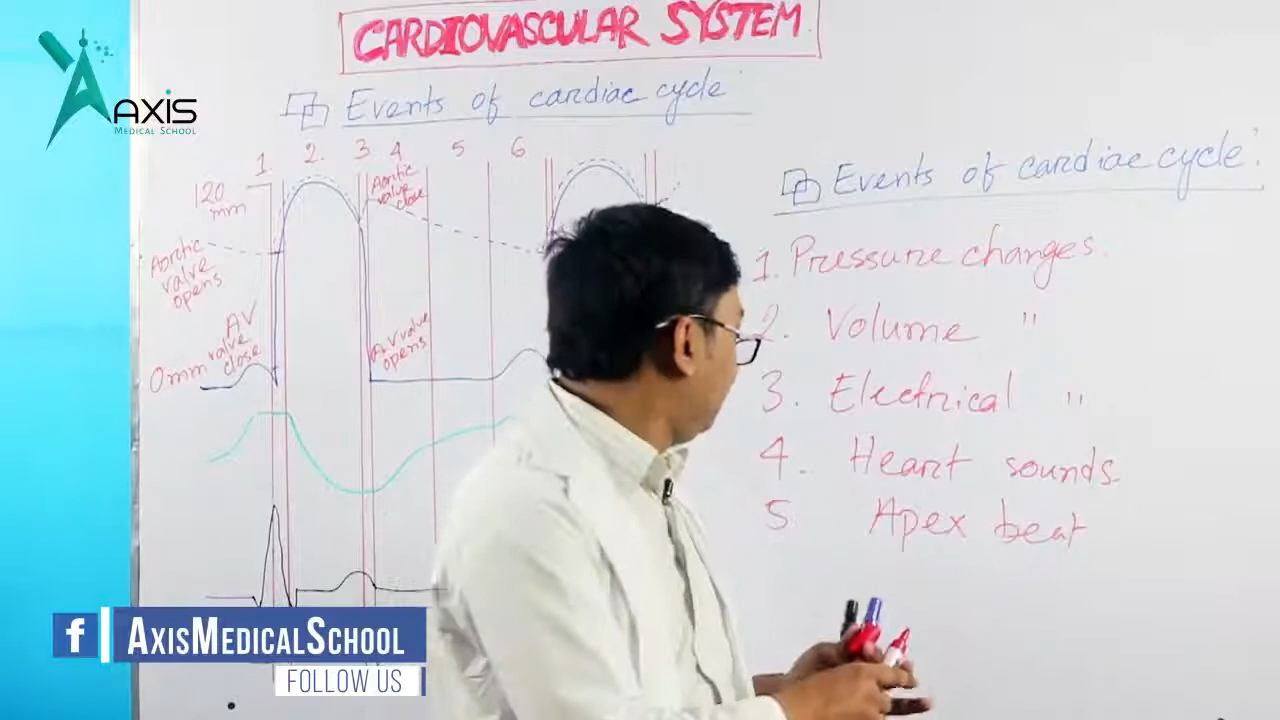 CARDIOVASCULAR SYSTEM
AXIS
MEDICAL SCHOOL
Events of cardiac cycle
1 2. 3 4 5 6
120
mm
Aortic
valve
close
Aortic
valve
opens
AV
valve
close
0mm
AV valve
opens
Events of cardiac cycle:
1. Pressure changes.
2. Volume "
3. Electrical "
4. Heart sounds.
5 Apex beat
f AXISMEDICALSCHOOL
FOLLOW US